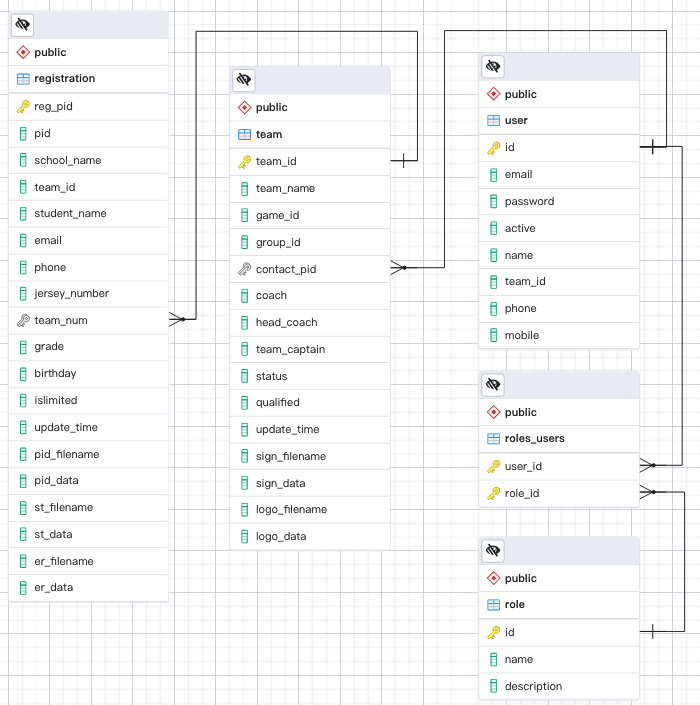 public
registration
reg_pid
pid
school_name
team_id
student_name
email
phone
jersey_number
team_num
grade
birthday
islimited
update_time
pid_filename
pid_data
st_filename
st_data
er_filename
er_data
public
team
team_id
team_name
game_id
group_id
contact_pid
coach
head_coach
team_captain
status
qualified
update_time
sign_filename
sign_data
logo_filename
logo_data
public
user
id
email
password
active
name
team_id
phone
mobile
public
roles_users
user_id
role_id
public
role
id
name
description